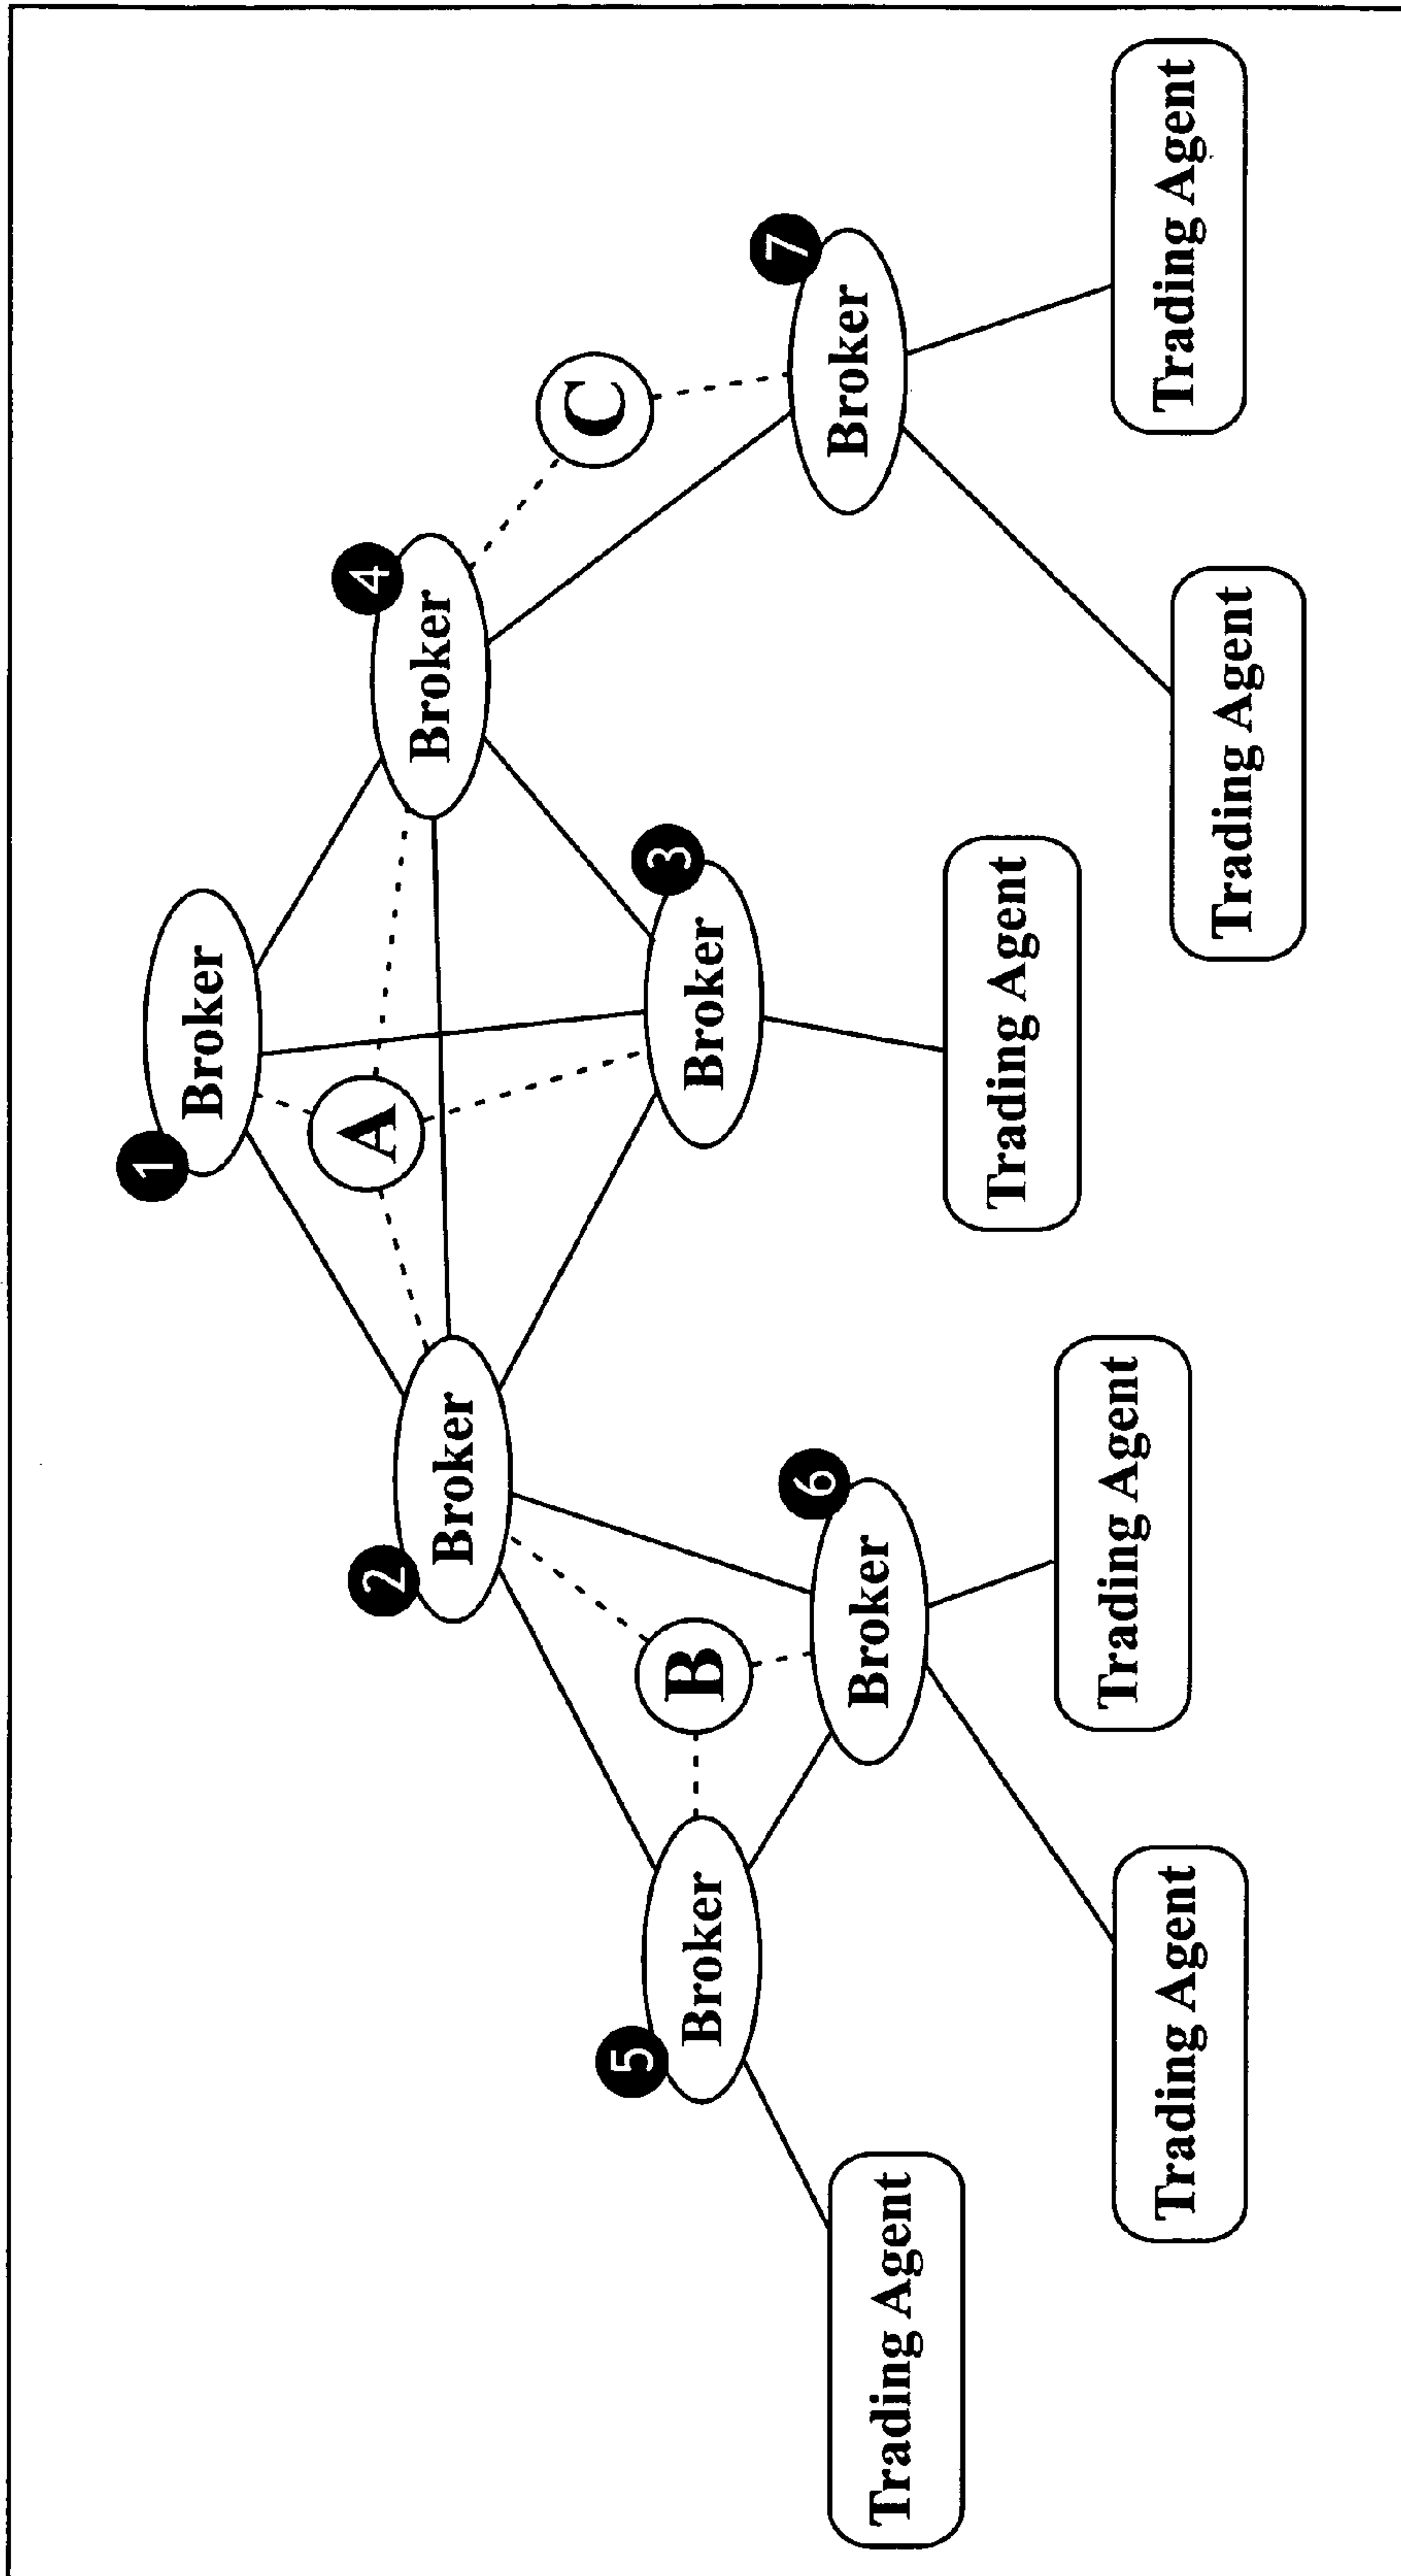 1
Broker
2
Broker
A
4
Broker
C
5
Broker
B
3
Broker
6
Broker
7
Broker
Trading Agent
Trading Agent
Trading Agent
Trading Agent
Trading Agent
Trading Agent